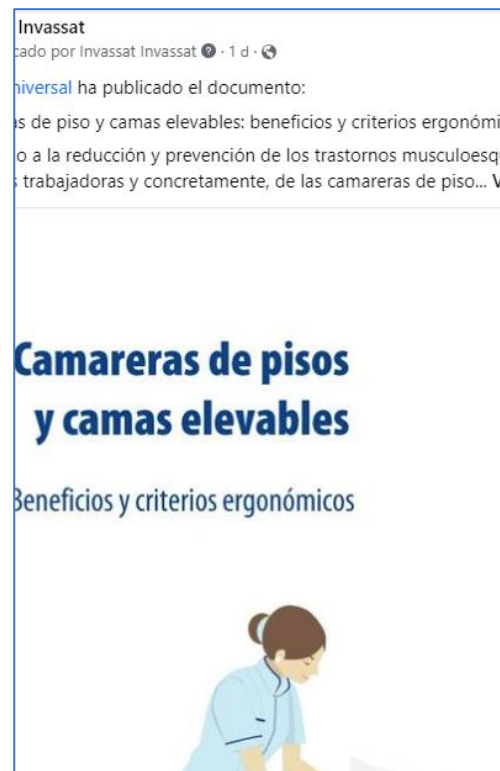 Invassat
cado por Invassat Invassat · 1 d ·
niversal ha publicado el documento:
as de piso y camas elevables: beneficios y criterios ergonómi
o a la reducción y prevención de los trastornos musculoesq
s trabajadoras y concretamente, de las camareras de piso... V
Camareras de pisos
y camas elevables
Beneficios y criterios ergonómicos